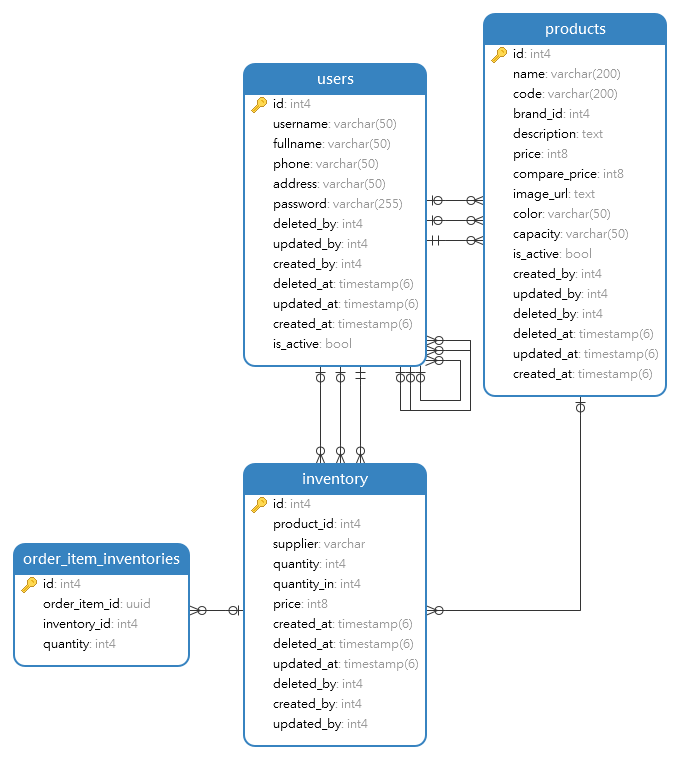 products
id: int4
name: varchar(200)
code: varchar(200)
brand_id: int4
description: text
price: int8
compare_price: int8
image_url: text
color: varchar(50)
capacity: varchar(50)
is_active: bool
created_by: int4
updated_by: int4
deleted_by: int4
deleted_at: timestamp(6)
updated_at: timestamp(6)
created_at: timestamp(6)
users
id: int4
username: varchar(50)
fullname: varchar(50)
phone: varchar(50)
address: varchar(50)
password: varchar(255)
deleted_by: int4
updated_by: int4
created_by: int4
deleted_at: timestamp(6)
updated_at: timestamp(6)
created_at: timestamp(6)
is_active: bool
inventory
id: int4
product_id: int4
supplier: varchar
quantity: int4
quantity_in: int4
price: int8
created_at: timestamp(6)
deleted_at: timestamp(6)
updated_at: timestamp(6)
deleted_by: int4
created_by: int4
updated_by: int4
order_item_inventories
id: int4
order_item_id: uuid
inventory_id: int4
quantity: int4